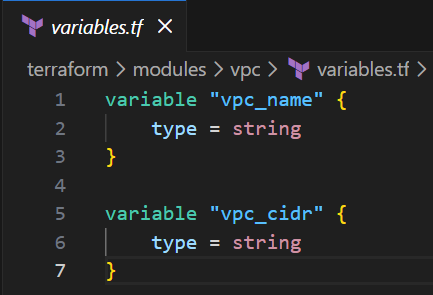 variables.tf
terraform > modules > vpc > variables.tf >
1 variable "vpc_name" {
2     type = string
3 }
4
5 variable "vpc_cidr" {
6     type = string
7 }